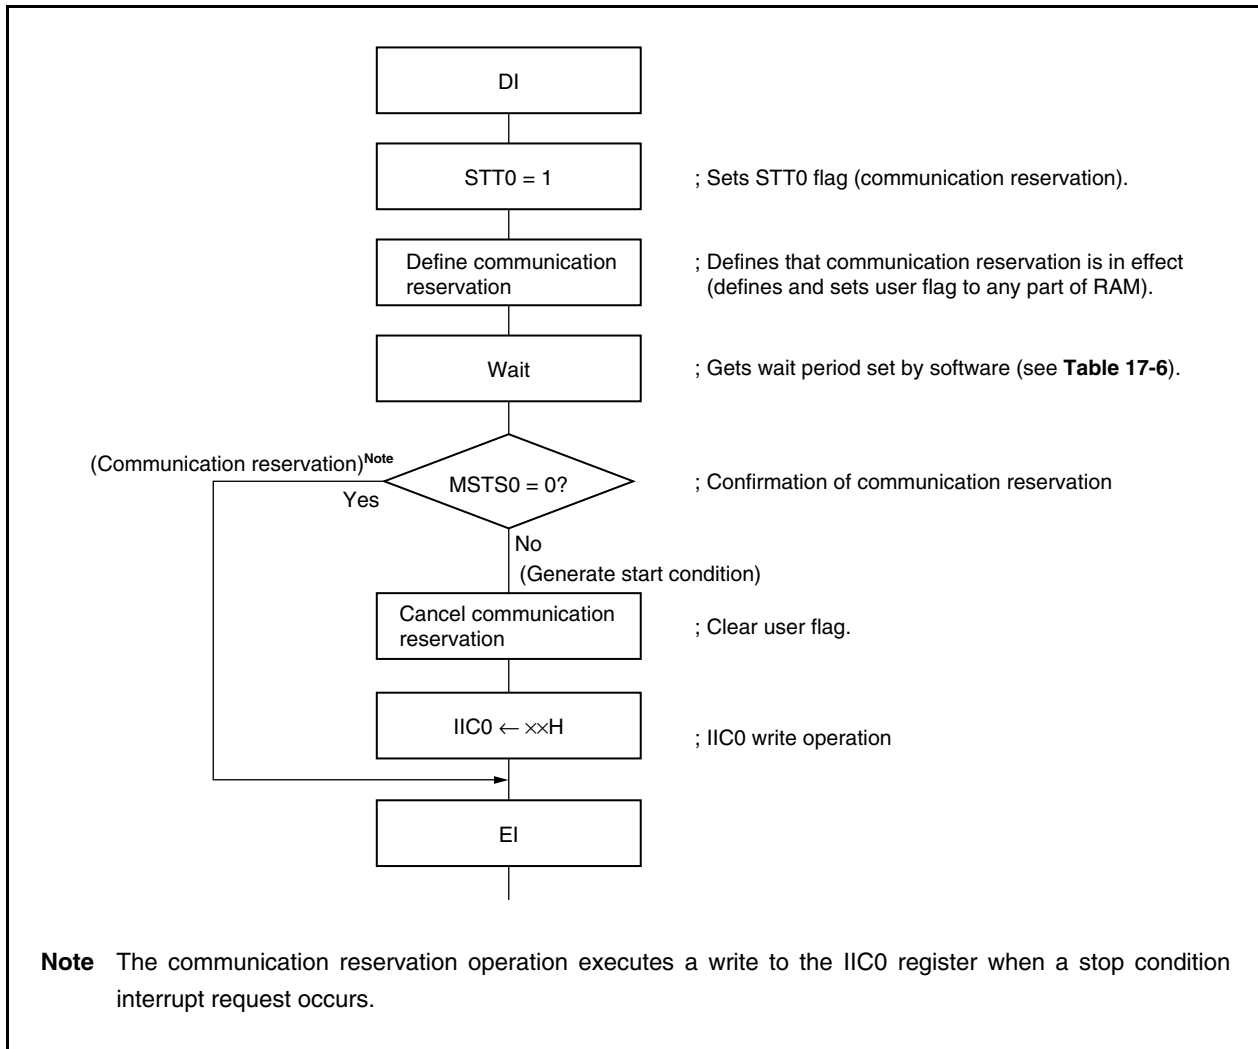 DI
STT0 = 1
; Sets STT0 flag (communication reservation).
Define communication
reservation
; Defines that communication reservation is in effect
(defines and sets user flag to any part of RAM).
Wait
; Gets wait period set by software (see Table 17-6).
(Communication reservation)Note
Yes
MSTS0 = 0?
; Confirmation of communication reservation
No
(Generate start condition)
Cancel communication
reservation
; Clear user flag.
IIC0 ← ××H
; IIC0 write operation
EI
Note The communication reservation operation executes a write to the IIC0 register when a stop condition
interrupt request occurs.